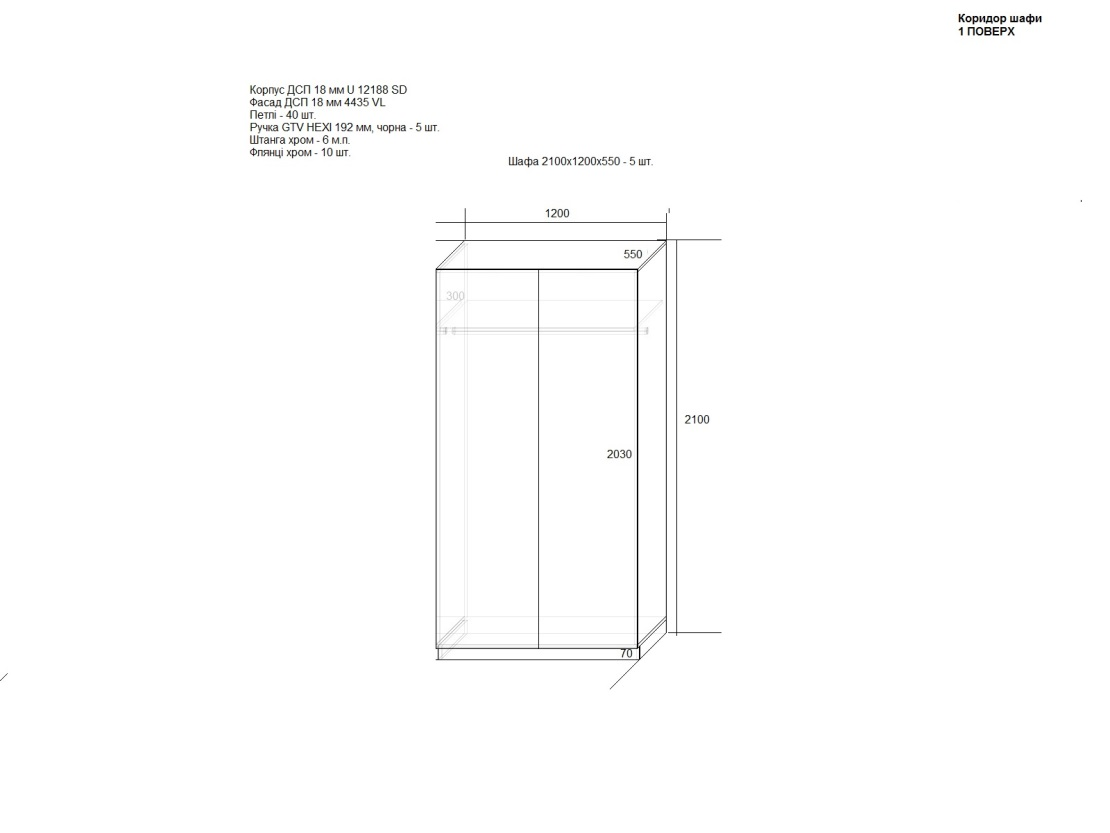 Коридор шафи
1 ПОВЕРХ
Корпус ДСП 18 мм U 12188 SD
Фасад ДСП 18 мм 4435 VL
Петлі - 40 шт.
Ручка GTV HEXI 192 мм, чорна - 5 шт.
Штанга хром - 6 м.п.
Флянці хром - 10 шт.
Шафа 2100х1200х550 - 5 шт.
1200
550
300
2100
2030
70